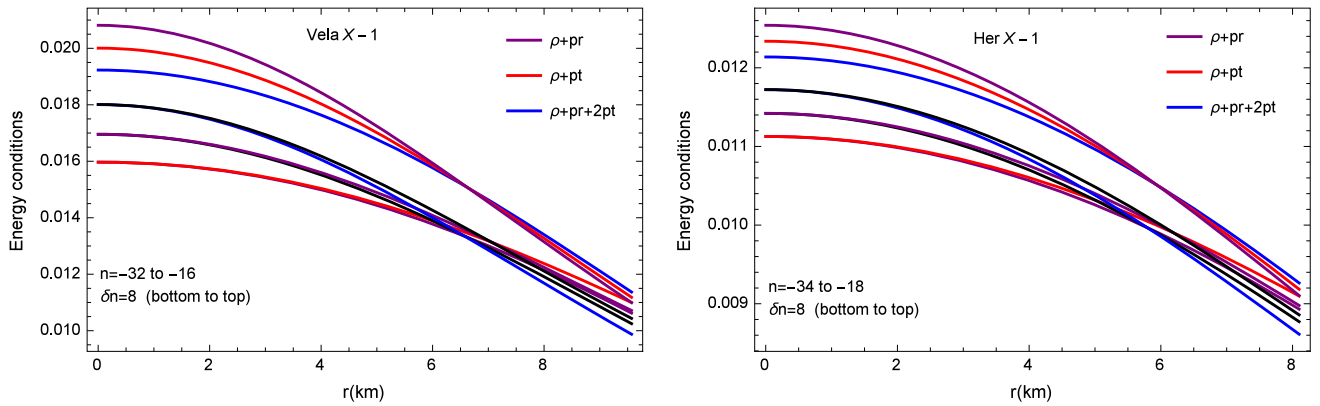 Vela X−1
ρ+pr
ρ+pt
ρ+pr+2pt
Energy conditions
0.020
0.018
0.016
0.014
0.012
0.010
n=−32 to −16
δn=8 (bottom to top)
0 2 4 6 8
r(km)
Her X−1
ρ+pr
ρ+pt
ρ+pr+2pt
Energy conditions
0.012
0.011
0.010
0.009
n=−34 to −18
δn=8 (bottom to top)
0 2 4 6 8
r(km)